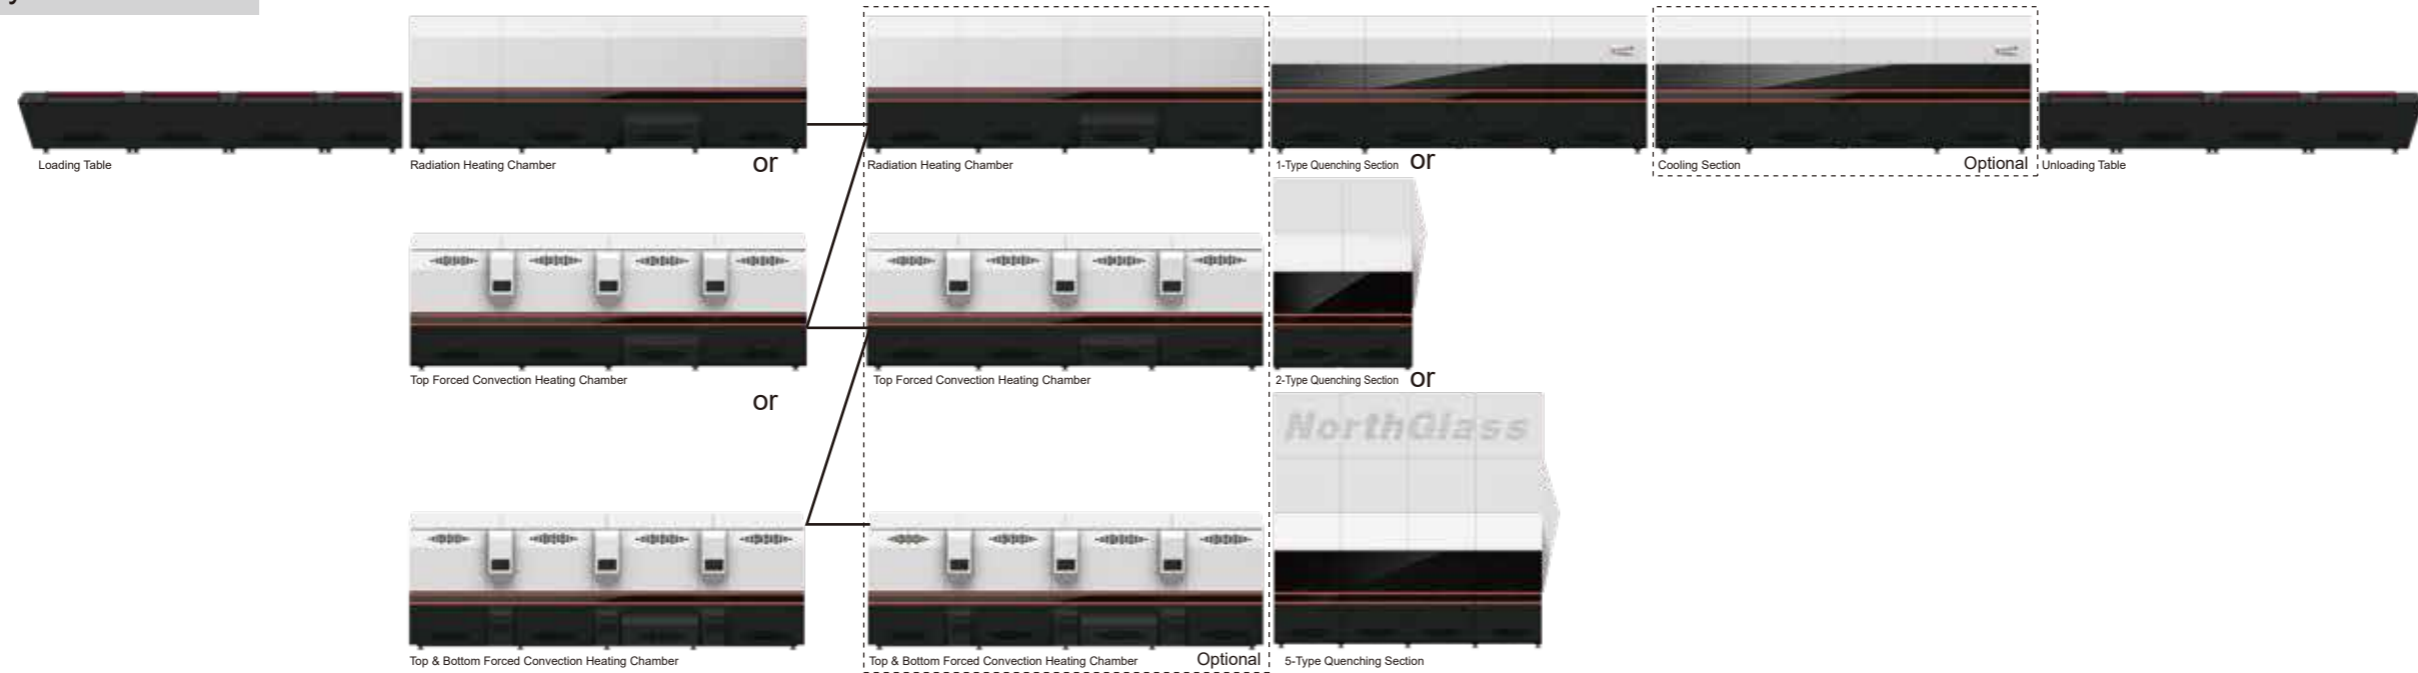 Loading Table
Radiation Heating Chamber
or
Radiation Heating Chamber
1-Type Quenching Section
or
Cooling Section
Optional
Unloading Table
Top Forced Convection Heating Chamber
or
Top Forced Convection Heating Chamber
2-Type Quenching Section
or
NorthGlass
Top & Bottom Forced Convection Heating Chamber
Top & Bottom Forced Convection Heating Chamber
Optional
5-Type Quenching Section